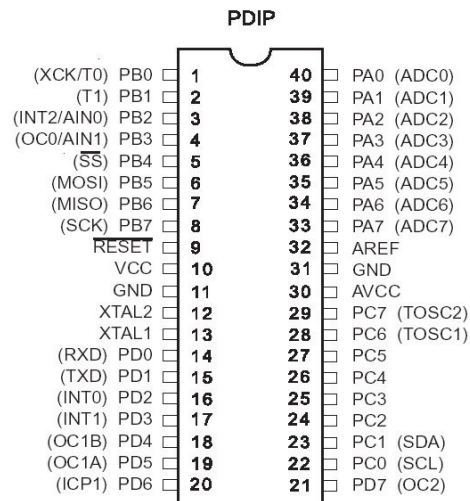 PDIP
(XCK/T0) PB0 1 40 PA0 (ADC0)
(T1) PB1 2 39 PA1 (ADC1)
(INT2/AIN0) PB2 3 38 PA2 (ADC2)
(OC0/AIN1) PB3 4 37 PA3 (ADC3)
(SS) PB4 5 36 PA4 (ADC4)
(MOSI) PB5 6 35 PA5 (ADC5)
(MISO) PB6 7 34 PA6 (ADC6)
(SCK) PB7 8 33 PA7 (ADC7)
RESET 9 32 AREF
VCC 10 31 GND
GND 11 30 AVCC
XTAL2 12 29 PC7 (TOSC2)
XTAL1 13 28 PC6 (TOSC1)
(RXD) PD0 14 27 PC5
(TXD) PD1 15 26 PC4
(INT0) PD2 16 25 PC3
(INT1) PD3 17 24 PC2
(OC1B) PD4 18 23 PC1 (SDA)
(OC1A) PD5 19 22 PC0 (SCL)
(ICP1) PD6 20 21 PD7 (OC2)